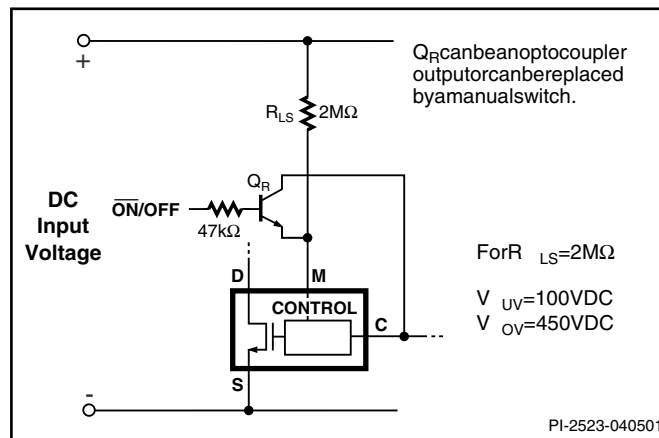 +
QRcanbeanoptocoupler
outputorcanbereplaced
byamanualswitch.
RLS
2MΩ
QR
DC
Input
Voltage
ON/OFF
47kΩ
D
M
CONTROL
C
S
ForR LS=2MΩ
V UV=100VDC
V OV=450VDC
-
PI-2523-040501